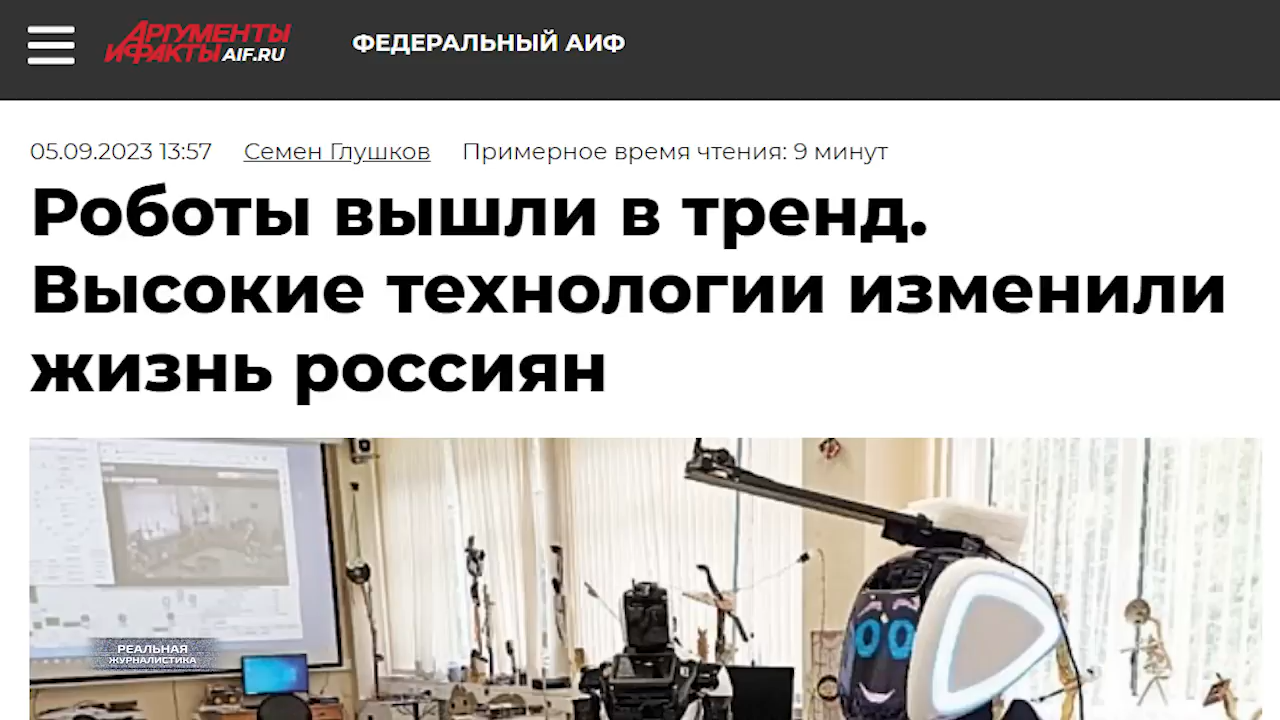 АРГУМЕНТЫ
И ФАКТЫ AIF.RU
ФЕДЕРАЛЬНЫЙ АИФ
05.09.2023 13:57 Семен Глушков Примерное время чтения: 9 минут
Роботы вышли в тренд.
Высокие технологии изменили
жизнь россиян
РЕАЛЬНАЯ
ЖУРНАЛИСТИКА